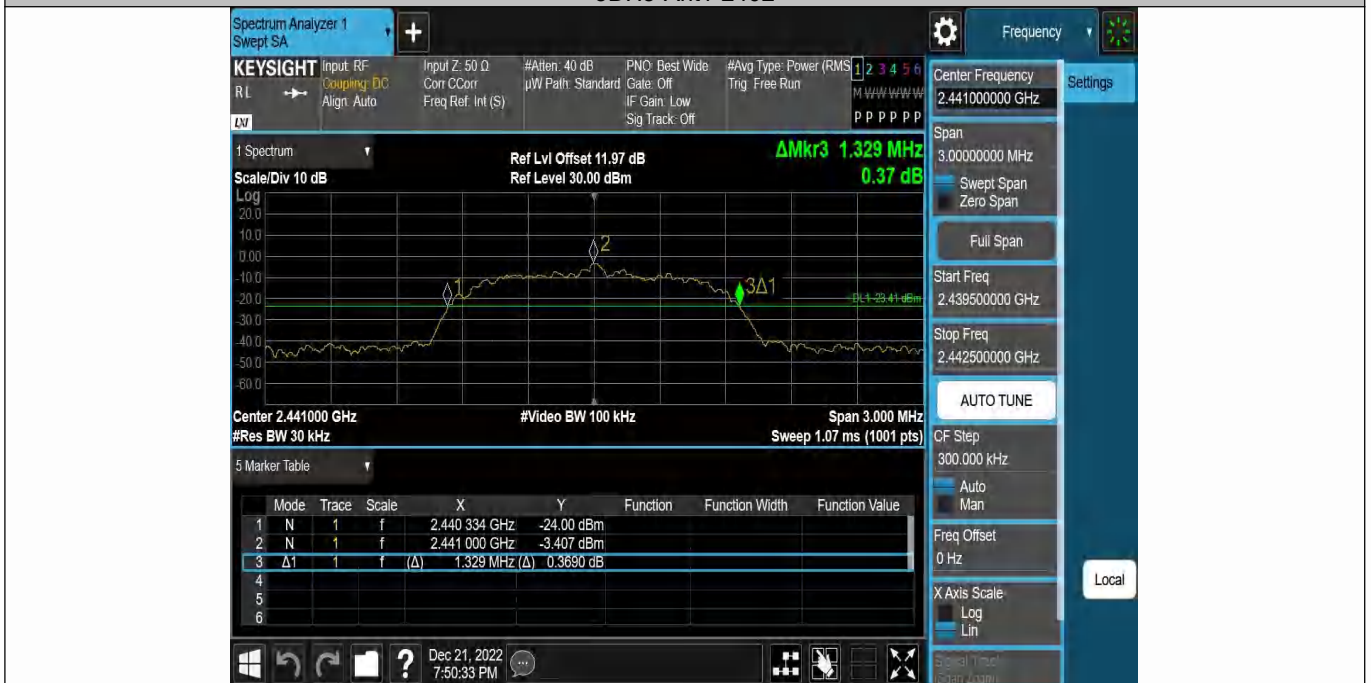 Spectrum Analyzer 1
Swept SA
+
Frequency
KEYSIGHT
RL
LXI
Input: RF
Coupling: DC
Align: Auto
Input Z: 50 Ω
Corr CCorr
Freq Ref: Int (S)
#Atten: 40 dB
µW Path: Standard
PNO: Best Wide
Gate: Off
IF Gain: Low
Sig Track: Off
#Avg Type: Power (RMS
Trig: Free Run
1 2 3 4 5 6
M W W W W W
P P P P P P
1 Spectrum
Scale/Div 10 dB
Log
Ref Lvl Offset 11.97 dB
Ref Level 30.00 dBm
ΔMkr3 1.329 MHz
0.37 dB
20.0
10.0
0.00
-10.0
-20.0
-30.0
-40.0
-50.0
-60.0
1
2
3Δ1
DL1 -23.41 dBm
Center 2.441000 GHz
#Video BW 100 kHz
Span 3.000 MHz
#Res BW 30 kHz
Sweep 1.07 ms (1001 pts)
5 Marker Table
Mode Trace Scale X Y Function Function Width Function Value
1 N 1 f 2.440 334 GHz -24.00 dBm
2 N 1 f 2.441 000 GHz -3.407 dBm
3 Δ1 1 f (Δ) 1.329 MHz (Δ) 0.3690 dB
4
5
6
?
Dec 21, 2022
7:50:33 PM
Center Frequency
2.441000000 GHz
Settings
Span
3.00000000 MHz
Swept Span
Zero Span
Full Span
Start Freq
2.439500000 GHz
Stop Freq
2.442500000 GHz
AUTO TUNE
CF Step
300.000 kHz
Auto
Man
Freq Offset
0 Hz
X Axis Scale
Log
Lin
Local
Signal Track
(Span Zoom)